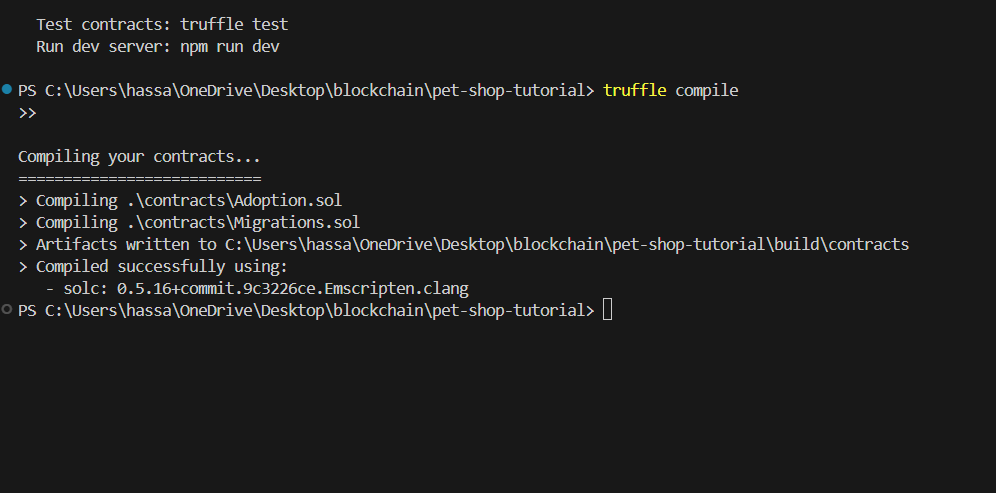 Test contracts: truffle test
Run dev server: npm run dev
PS C:\Users\hassa\OneDrive\Desktop\blockchain\pet-shop-tutorial> truffle compile
>>
Compiling your contracts...
===========================
> Compiling .\contracts\Adoption.sol
> Compiling .\contracts\Migrations.sol
> Artifacts written to C:\Users\hassa\OneDrive\Desktop\blockchain\pet-shop-tutorial\build\contracts
> Compiled successfully using:
- solc: 0.5.16+commit.9c3226ce.Emscripten.clang
PS C:\Users\hassa\OneDrive\Desktop\blockchain\pet-shop-tutorial>